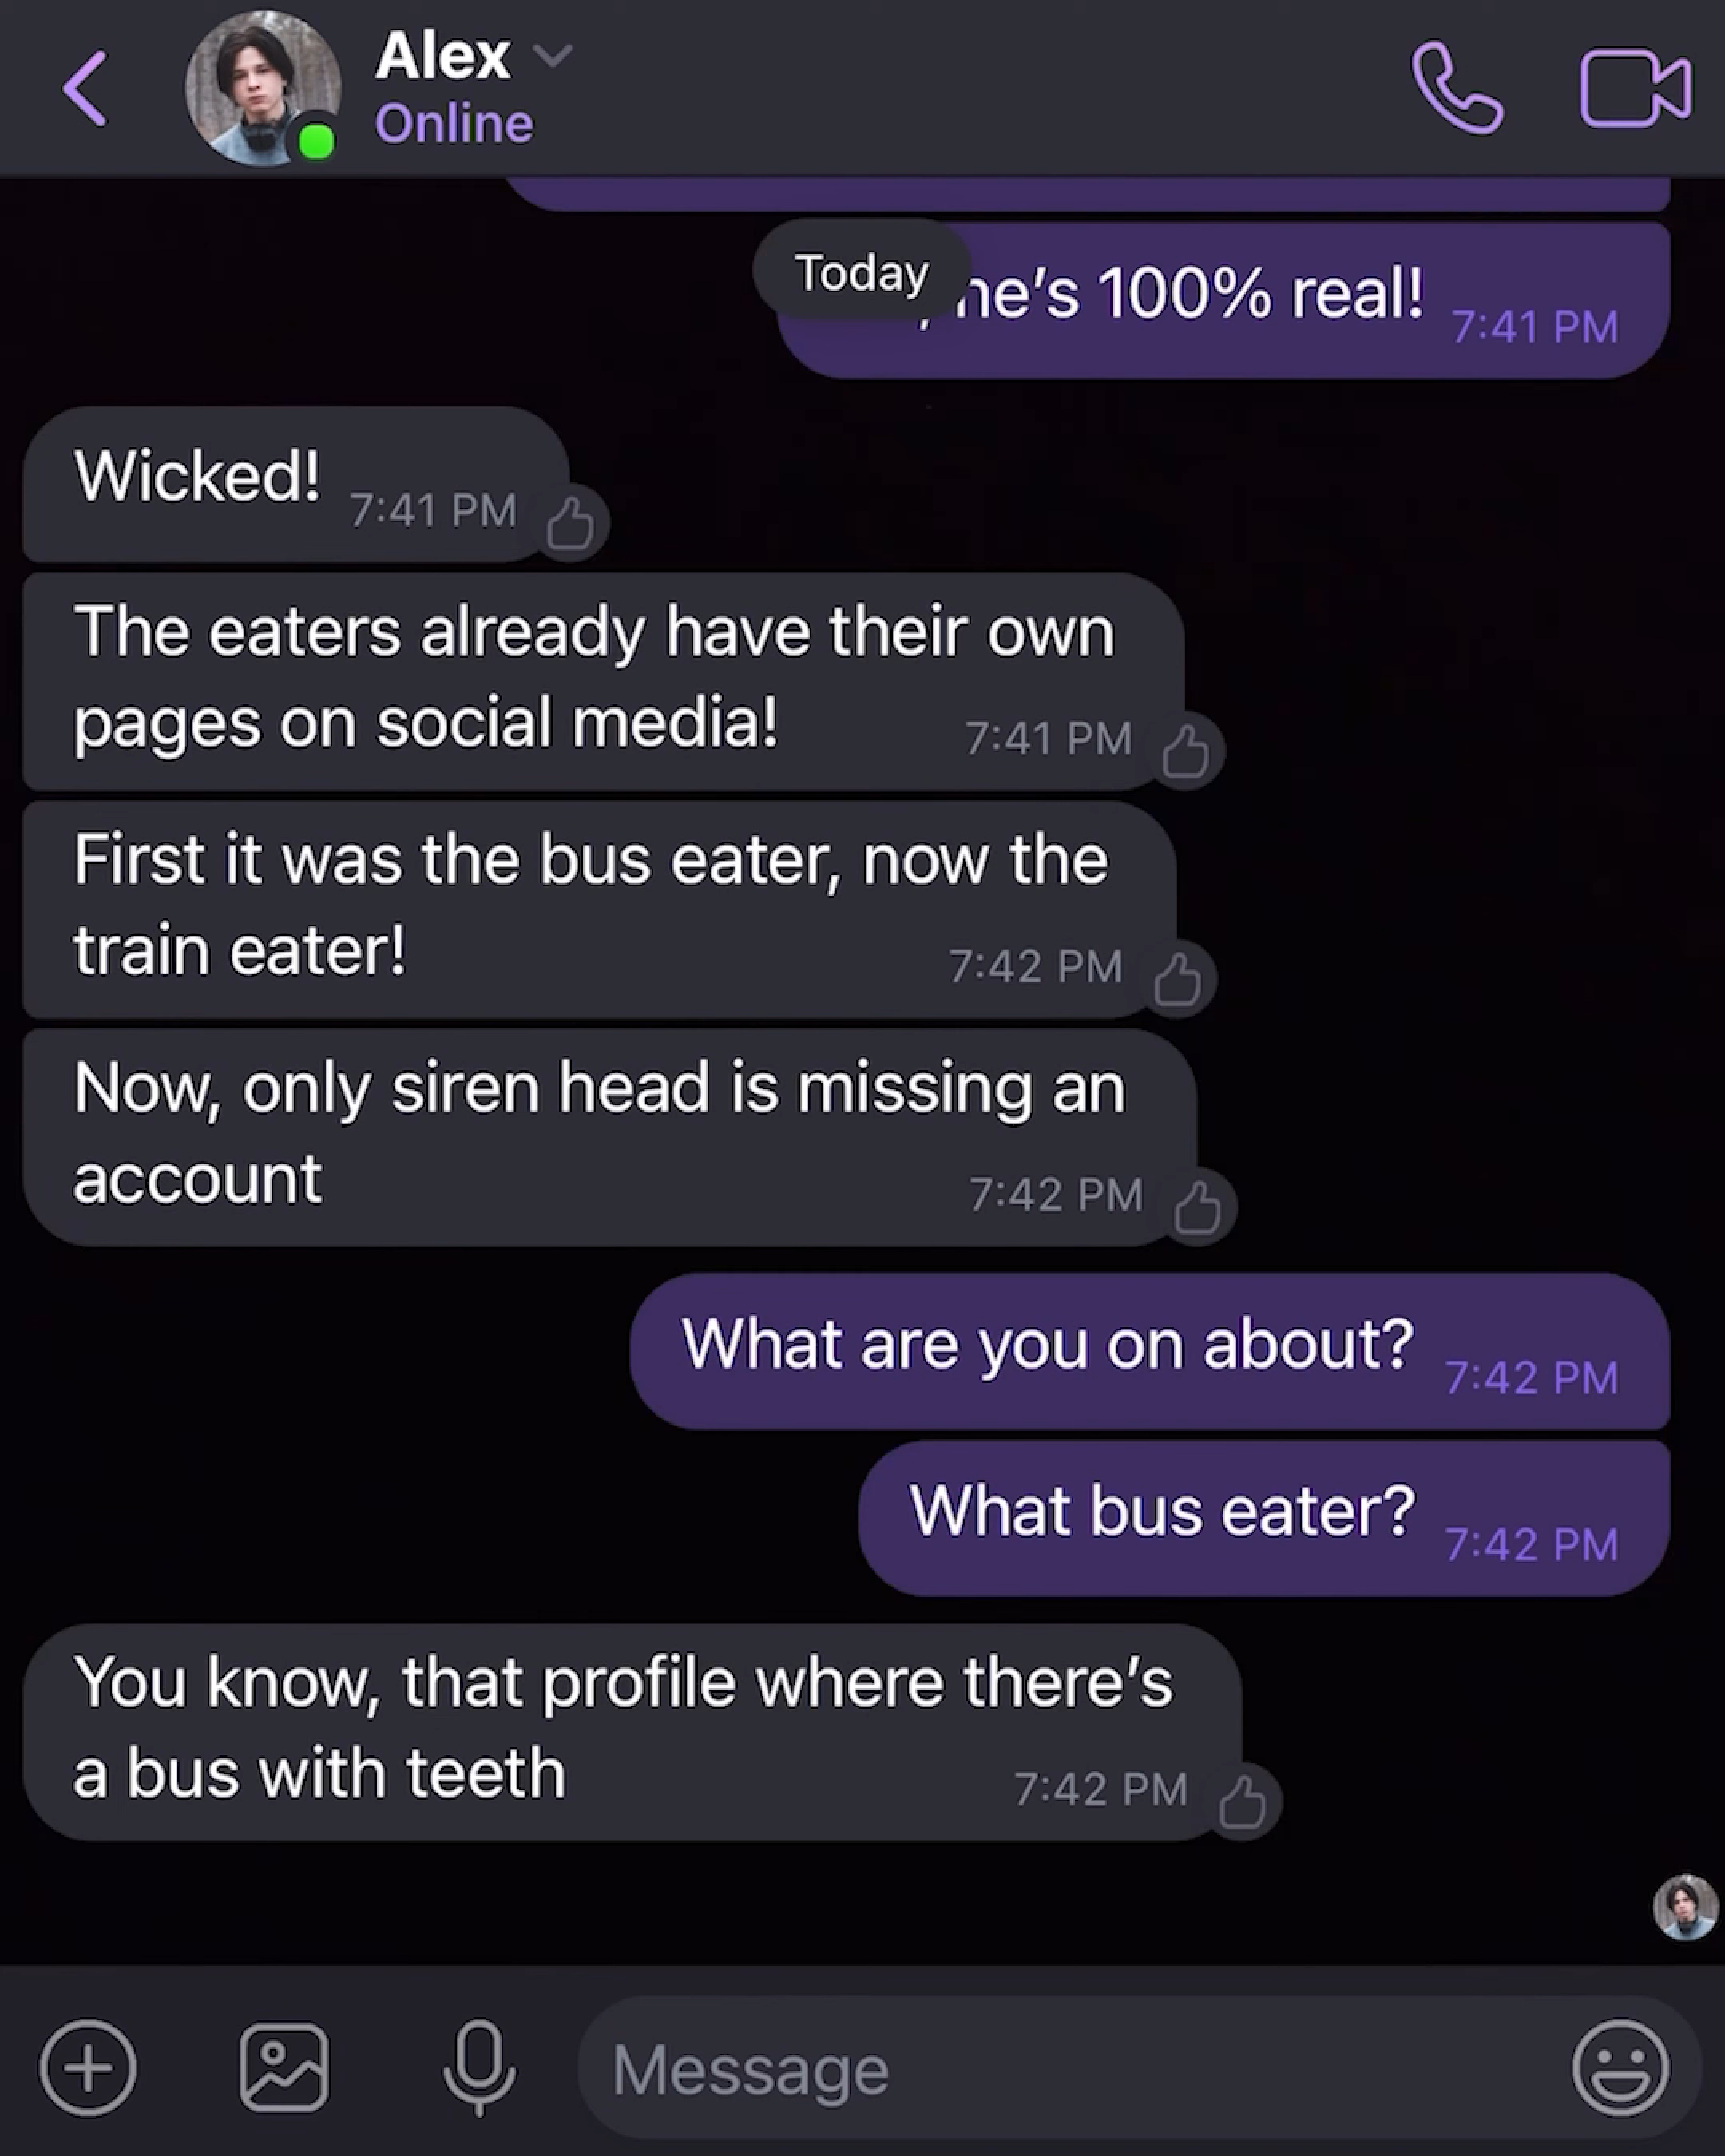 Alex
Online
Today
he's 100% real!
7:41 PM
Wicked!
7:41 PM
The eaters already have their own
pages on social media!
7:41 PM
First it was the bus eater, now the
train eater!
7:42 PM
Now, only siren head is missing an
account
7:42 PM
What are you on about?
7:42 PM
What bus eater?
7:42 PM
You know, that profile where there's
a bus with teeth
7:42 PM
Message